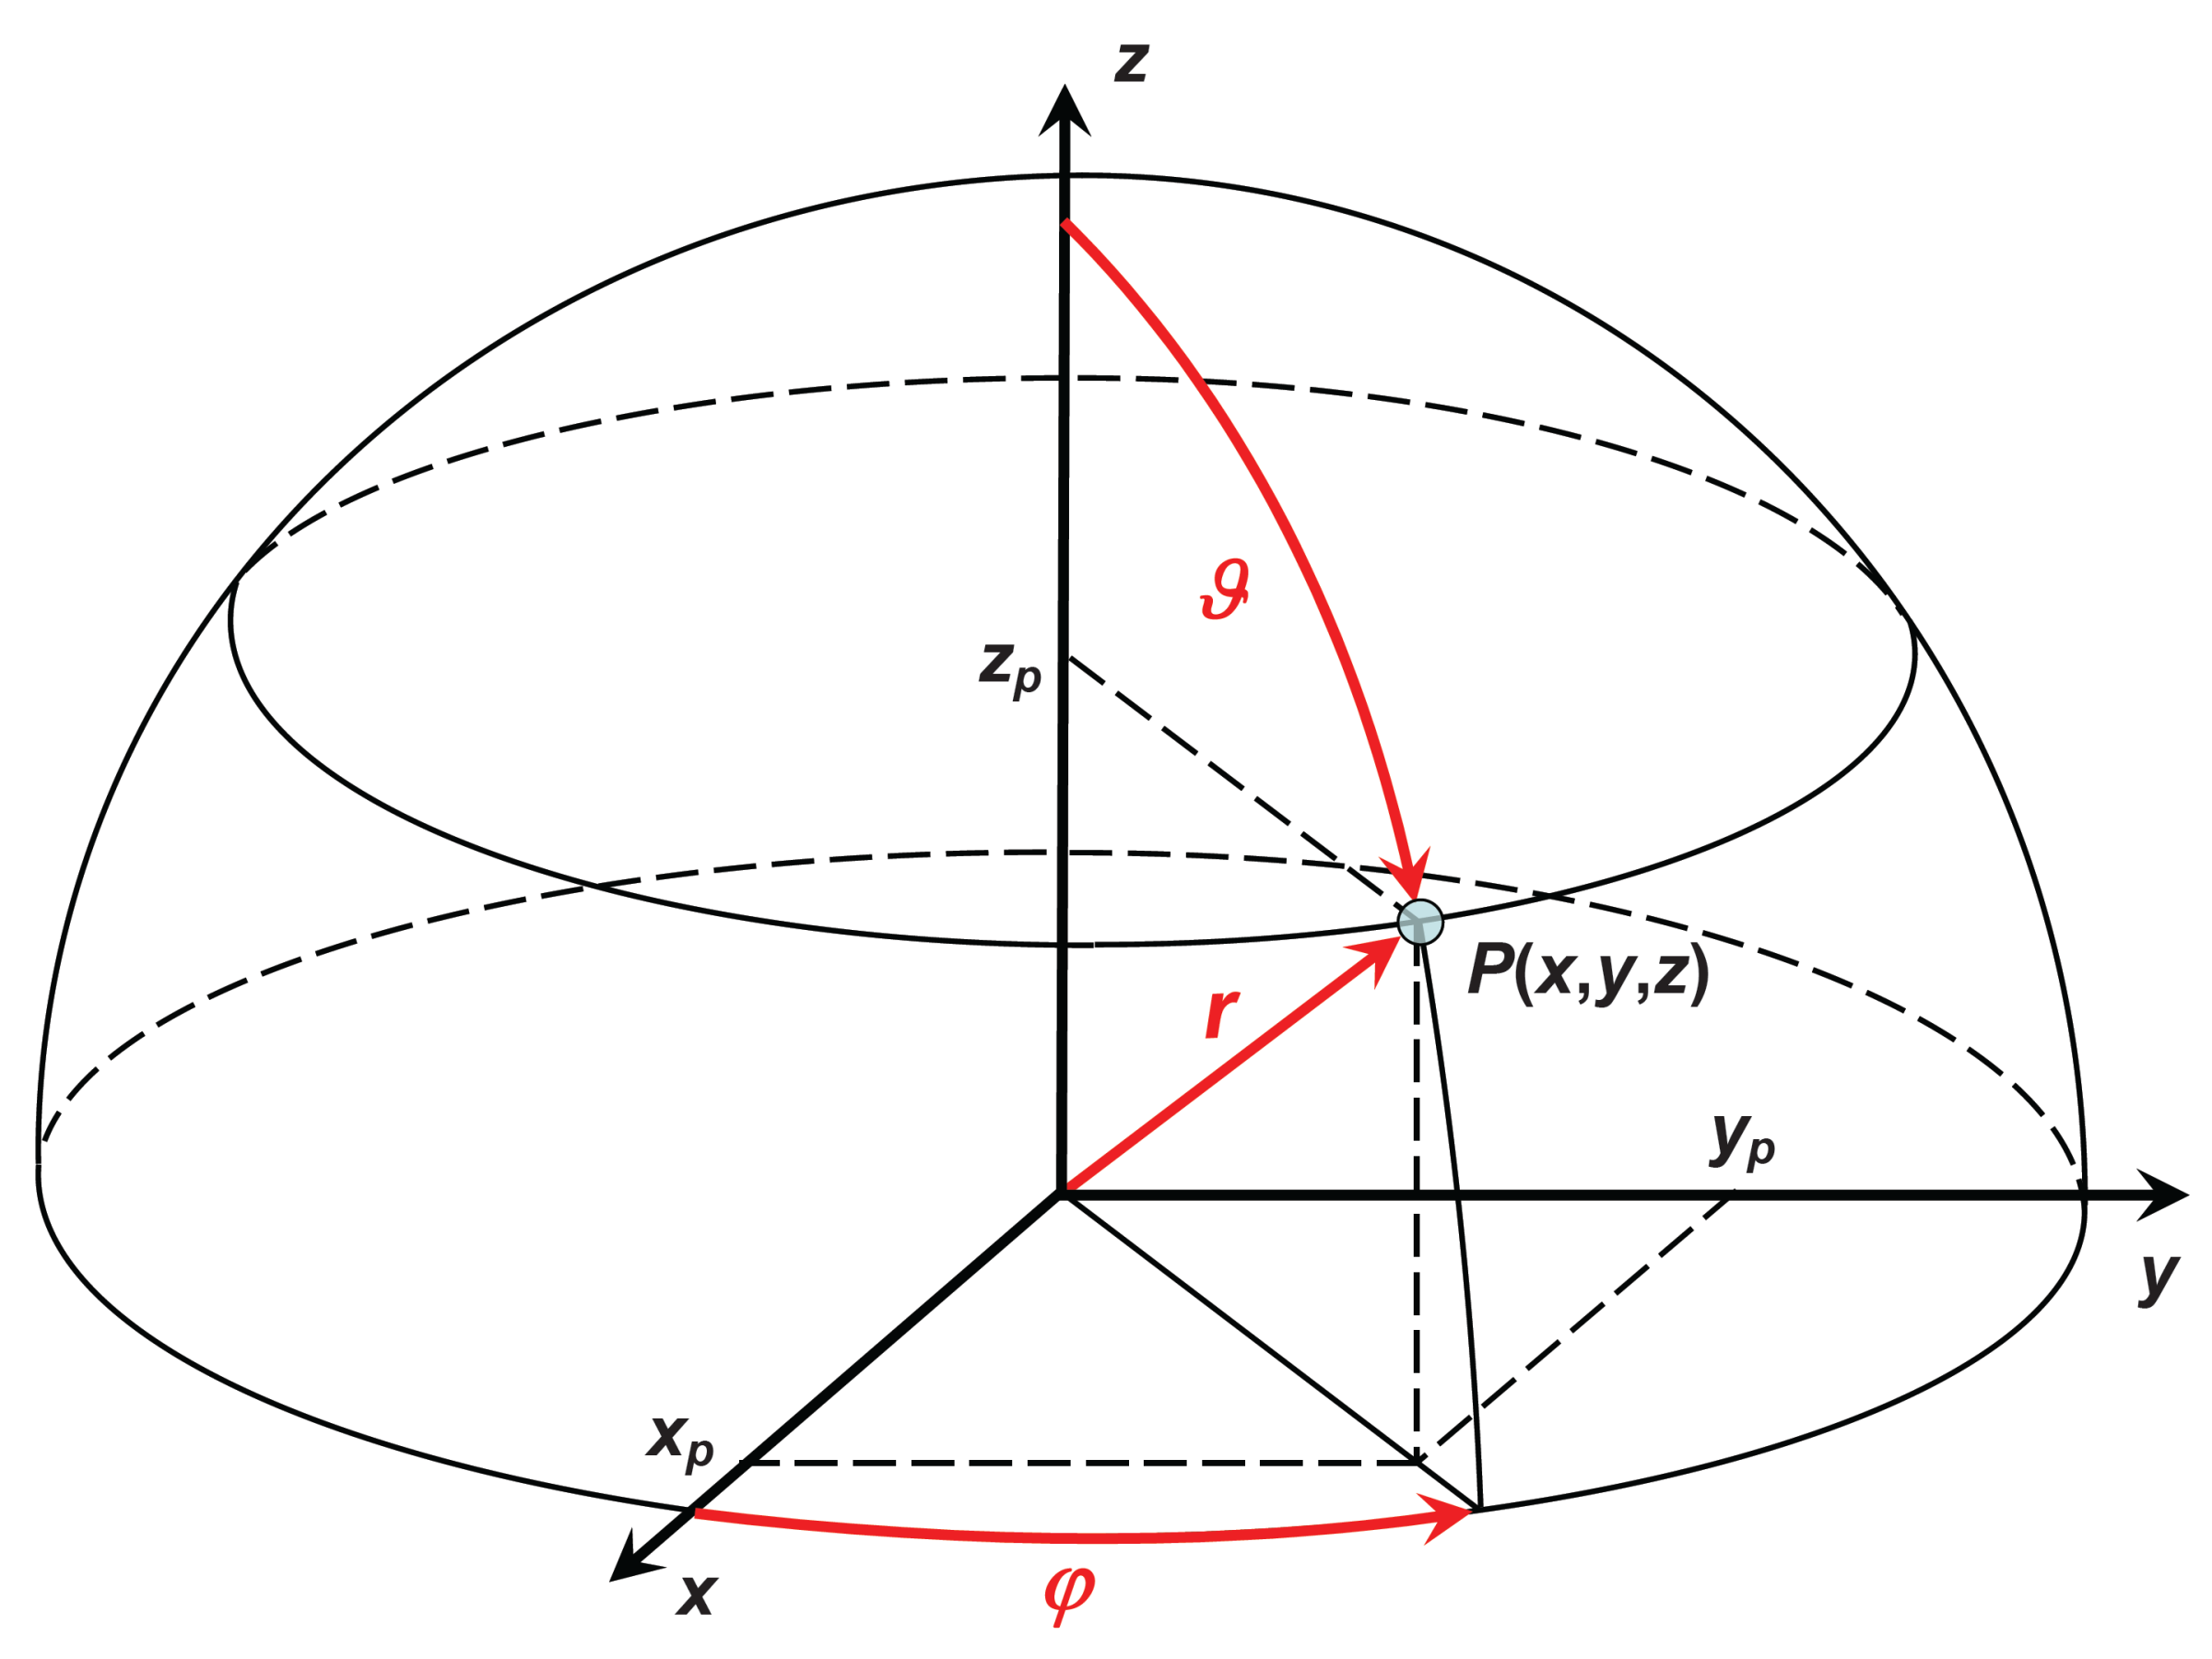 z
ϑ
zₚ
P(x,y,z)
r
yₚ
y
xₚ
x
φ